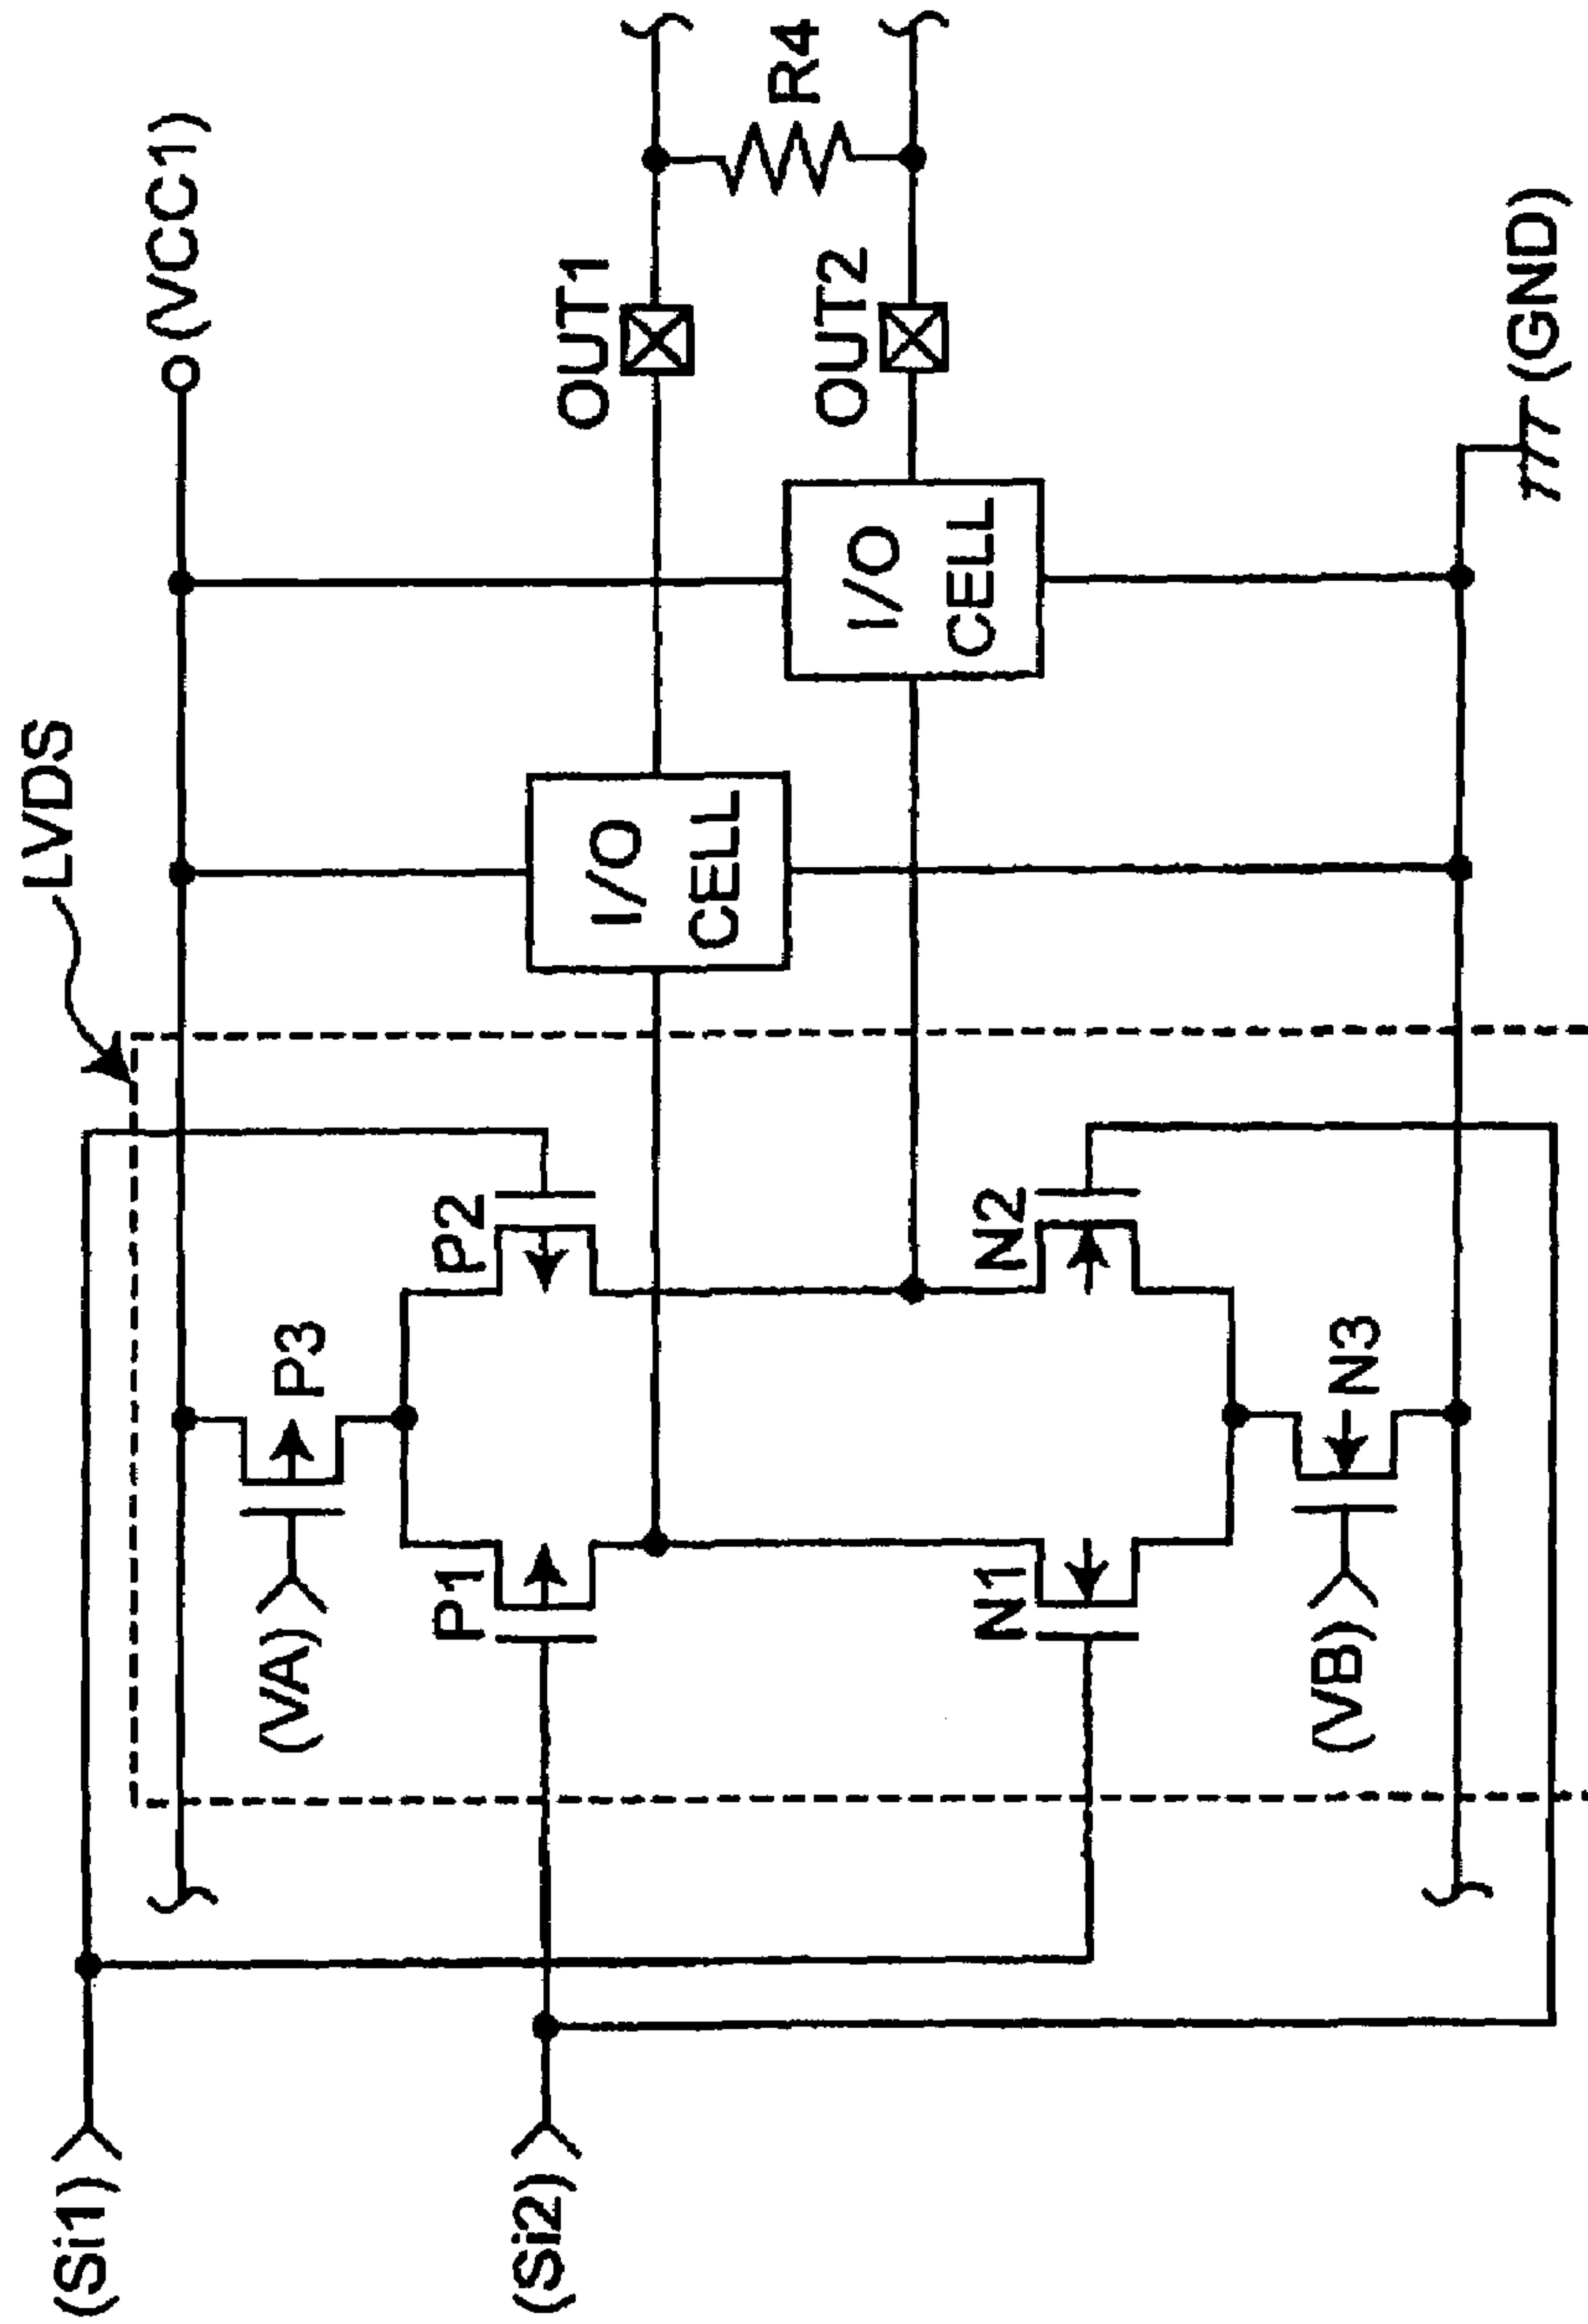 LVDS
(VCC1)
(Si1)
(VA)
P3
P1
P2
I/O
CELL
OUT1
R4
(Si2)
I/O
CELL
OUT2
N1
N2
(VB)
N3
(GND)